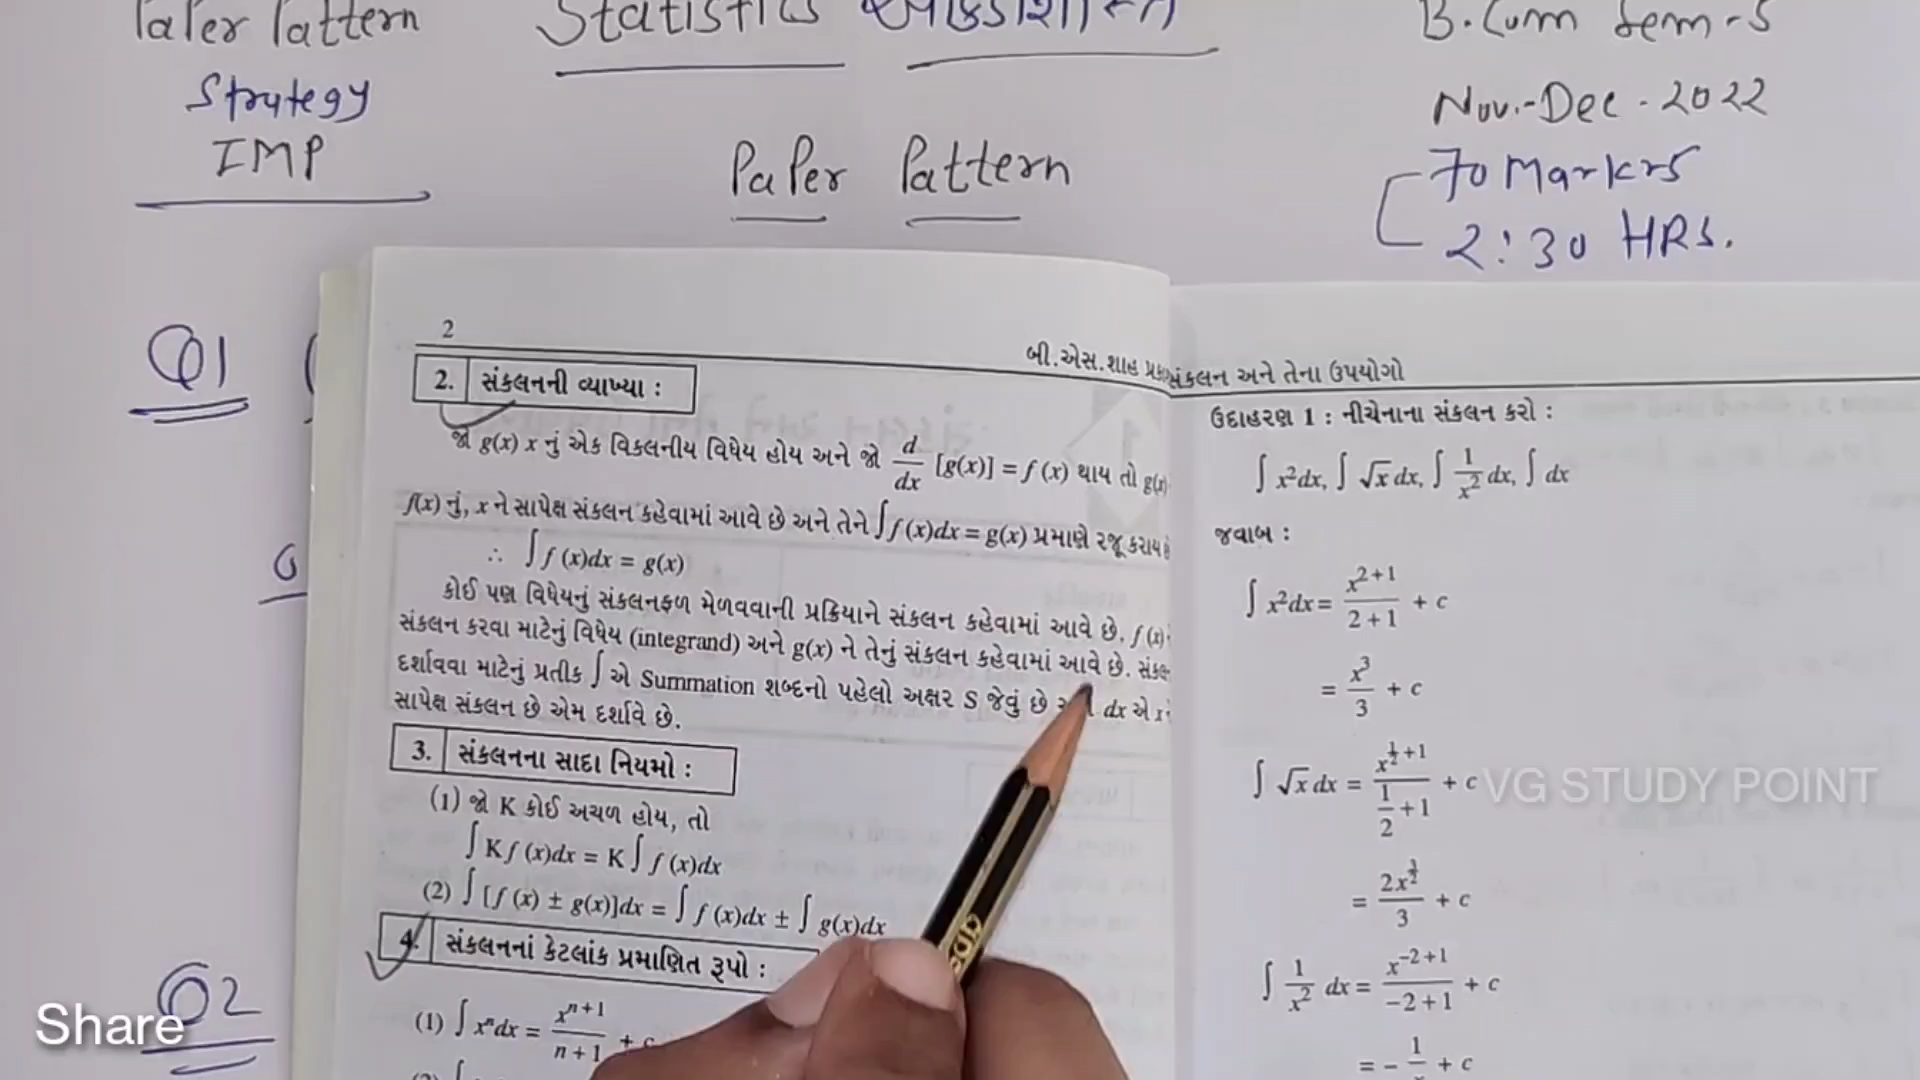 Paper Pattern
Strategy
IMP
Statistics આંકડાશાસ્ત્ર
Paper Pattern
B.Com Sem-5
Nov.-Dec.-2022
70 Markrs
2:30 HRS.
Q1
Q2
2
બી.એસ.શાહ
2. સંકલનની વ્યાખ્યા :
જો g(x) x નું એક વિકલનીય વિધેય હોય અને જો d/dx [g(x)] = f (x) થાય તો g(x)
f(x) નું, x ને સાપેક્ષ સંકલન કહેવામાં આવે છે અને તેને ∫ f (x)dx = g(x) પ્રમાણે રજૂ કરાય
∴ ∫ f (x)dx = g(x)
કોઈ પણ વિધેયનું સંકલનફળ મેળવવાની પ્રક્રિયાને સંકલન કહેવામાં આવે છે. f (x)
સંકલન કરવા માટેનું વિધેય (integrand) અને g(x) ને તેનું સંકલન કહેવામાં આવે છે.
દર્શાવવા માટેનું પ્રતીક ∫ એ Summation શબ્દનો પહેલો અક્ષર S જેવું છે dx એ x
સાપેક્ષ સંકલન છે એમ દર્શાવે છે.
3. સંકલનના સાદા નિયમો :
(1) જો K કોઈ અચળ હોય, તો
∫ K f (x)dx = K ∫ f (x)dx
(2) ∫ [f (x) ± g(x)]dx = ∫ f (x)dx ± ∫ g(x)dx
4. સંકલનનાં કેટલાંક પ્રમાણિત રૂપો :
(1) ∫ xⁿdx = xⁿ⁺¹/n + 1 + c
સંકલન અને તેના ઉપયોગો
ઉદાહરણ 1 : નીચેનાના સંકલન કરો :
∫ x²dx, ∫ √x dx, ∫ 1/x² dx, ∫ dx
જવાબ :
∫ x²dx = x²⁺¹/2 + 1 + c
= x³/3 + c
∫ √x dx = x^(1/2 + 1)/(1/2 + 1) + c
= 2x^(3/2)/3 + c
∫ 1/x² dx = x⁻²⁺¹/-2 + 1 + c
= - 1/x + c
VG STUDY POINT
Share